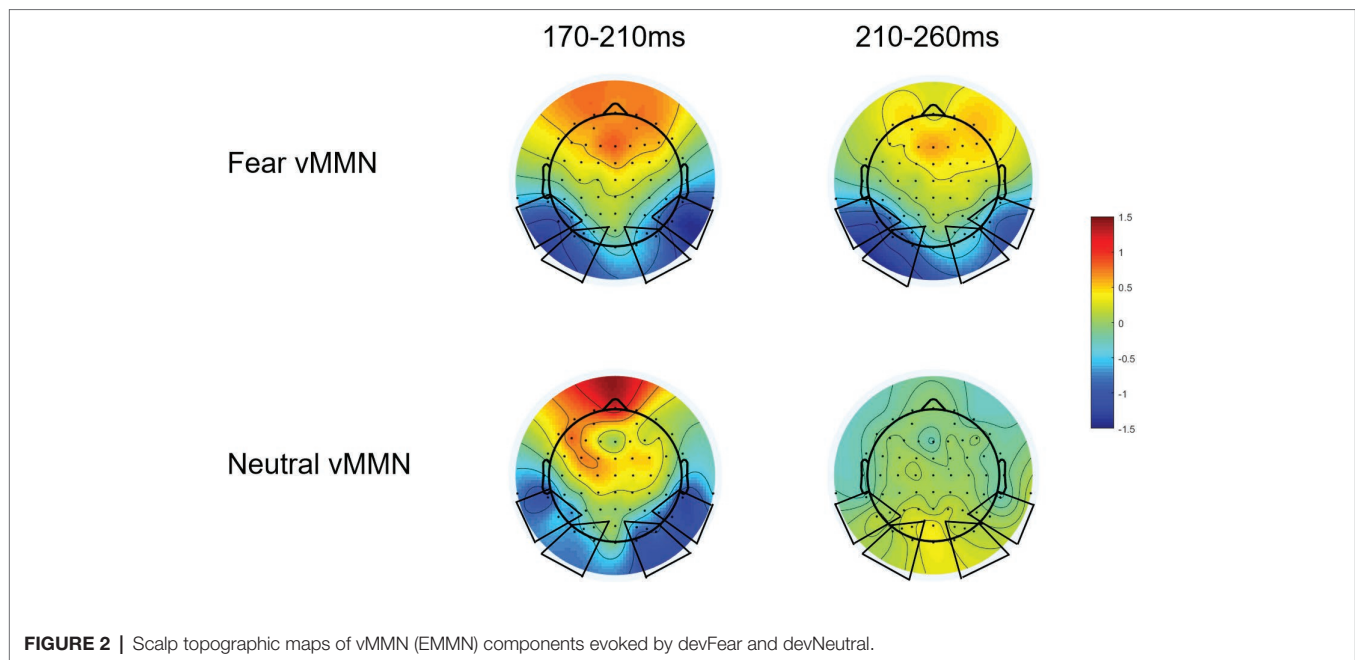 170-210ms 210-260ms
Fear vMMN
1.5
1
0.5
0
-0.5
-1
-1.5
Neutral vMMN
FIGURE 2 | Scalp topographic maps of vMMN (EMMN) components evoked by devFear and devNeutral.